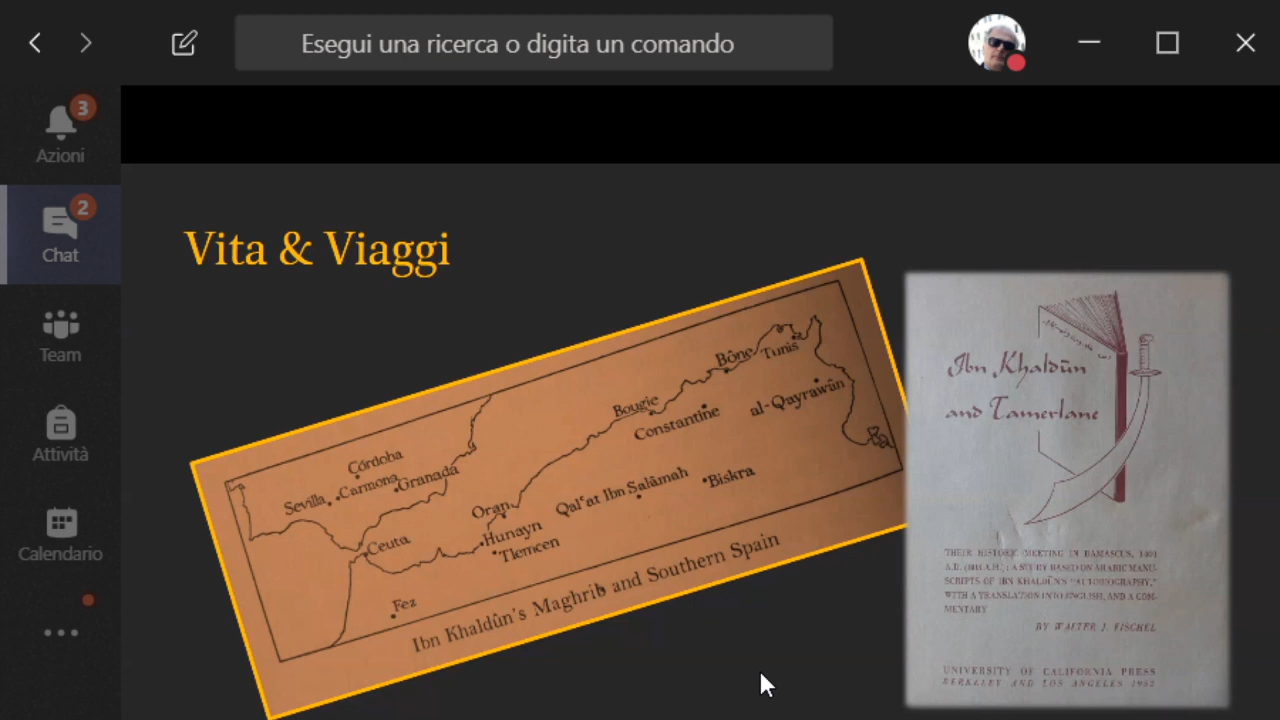 Esegui una ricerca o digita un comando
3
Azioni
2
Chat
Team
Attività
Calendario
Vita & Viaggi
Córdoba
Sevilla
Carmona
Granada
Ceuta
Fez
Oran
Hunayn
Tlemcen
Qalʿat Ibn Salâmah
Biskra
Bougie
Constantine
Bône
Tunis
al-Qayrawân
Ibn Khaldûn's Maghrib and Southern Spain
Ibn Khaldūn
and Tamerlane
THEIR HISTORIC MEETING IN DAMASCUS, 1401
A.D. (803 A.H.) : A STUDY BASED ON ARABIC MANU-
SCRIPTS OF IBN KHALDŪN'S "AUTOBIOGRAPHY,"
WITH A TRANSLATION INTO ENGLISH, AND A COM-
MENTARY
BY WALTER J. FISCHEL
UNIVERSITY OF CALIFORNIA PRESS
BERKELEY AND LOS ANGELES 1952